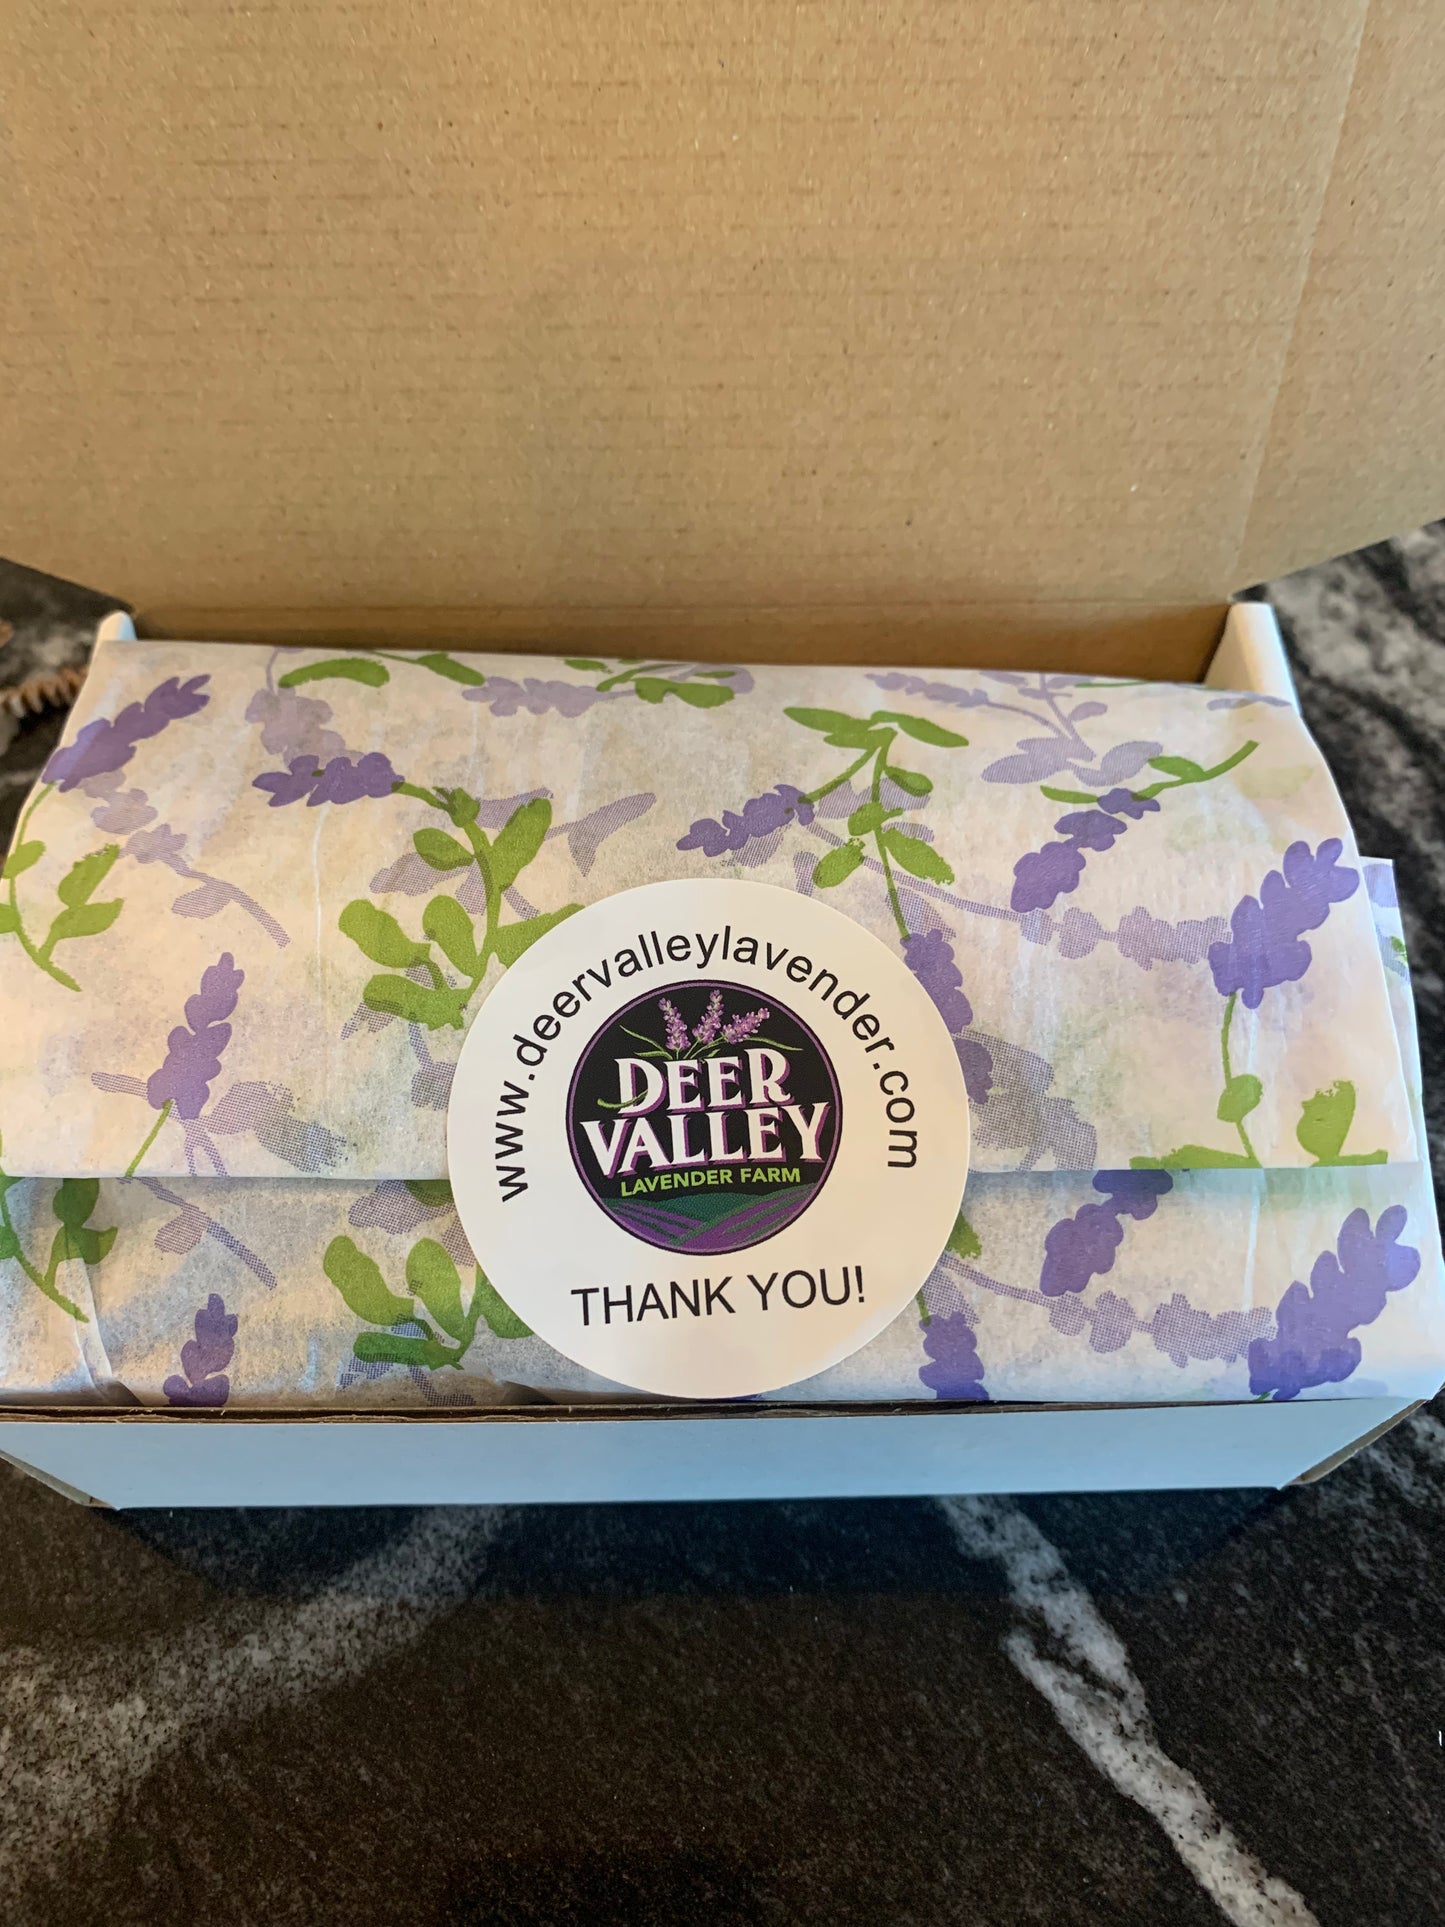 www.deervalleylavender.com
DEER
VALLEY
LAVENDER FARM
THANK YOU!